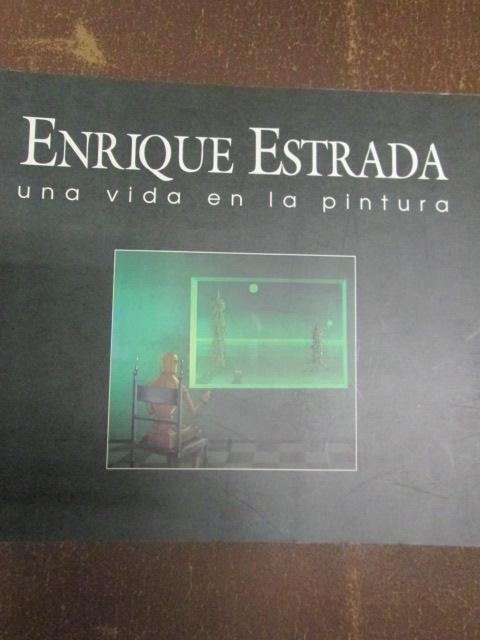 ENRIQUE ESTRADA
una vida en la pintura